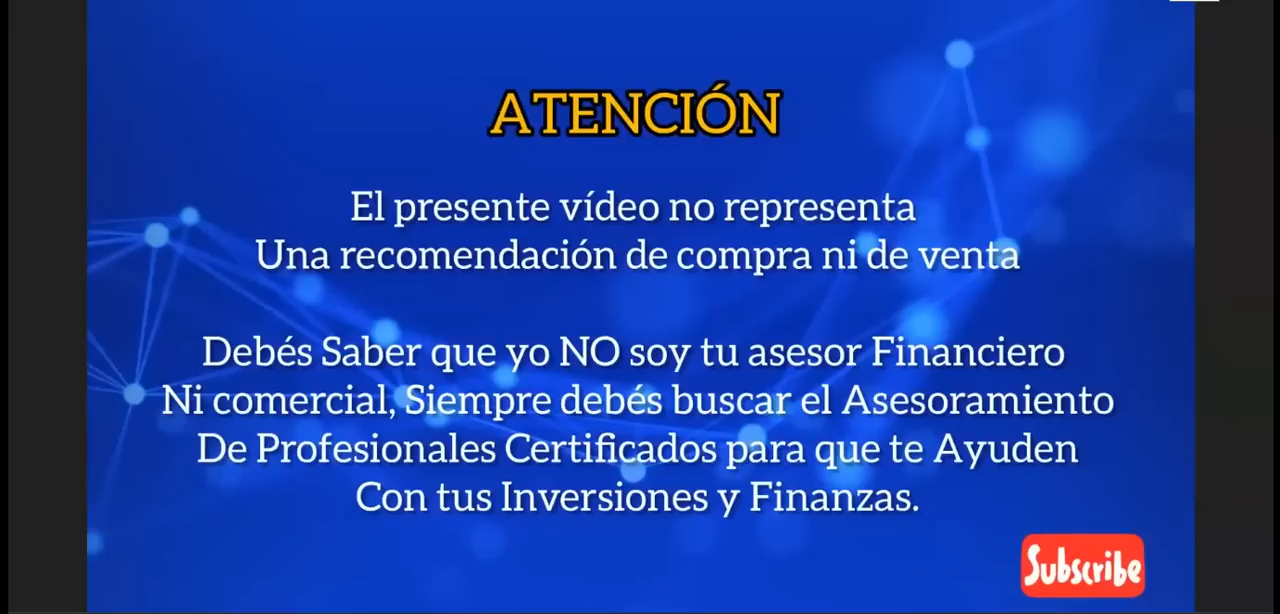 ATENCIÓN
El presente vídeo no representa
Una recomendación de compra ni de venta
Debés Saber que yo NO soy tu asesor Financiero
Ni comercial, Siempre debés buscar el Asesoramiento
De Profesionales Certificados para que te Ayuden
Con tus Inversiones y Finanzas.
Subscribe